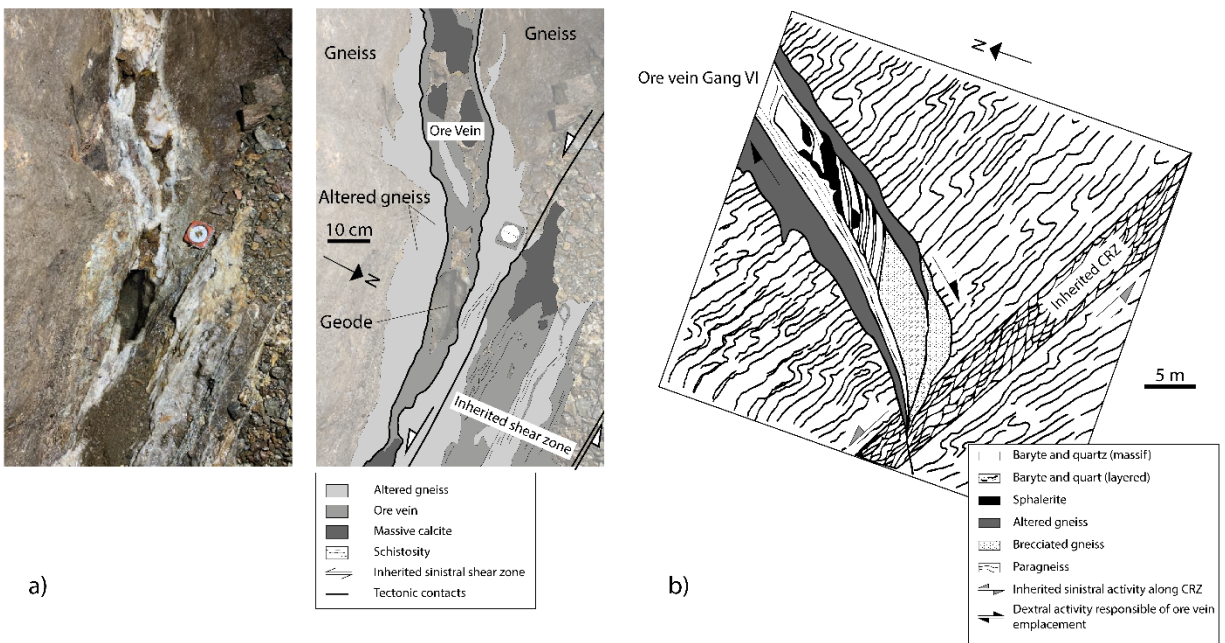 Gneiss
Gneiss
Ore Vein
Altered gneiss
10 cm
N
Geode
Inherited shear zone
Altered gneiss
Ore vein
Massive calcite
Schistosity
Inherited sinistral shear zone
Tectonic contacts
a)
N
Ore vein Gang VI
Inherited CRZ
5 m
Baryte and quartz (massif)
Baryte and quart (layered)
Sphalerite
Altered gneiss
Brecciated gneiss
Paragneiss
Inherited sinistral activity along CRZ
Dextral activity responsible of ore vein
emplacement
b)